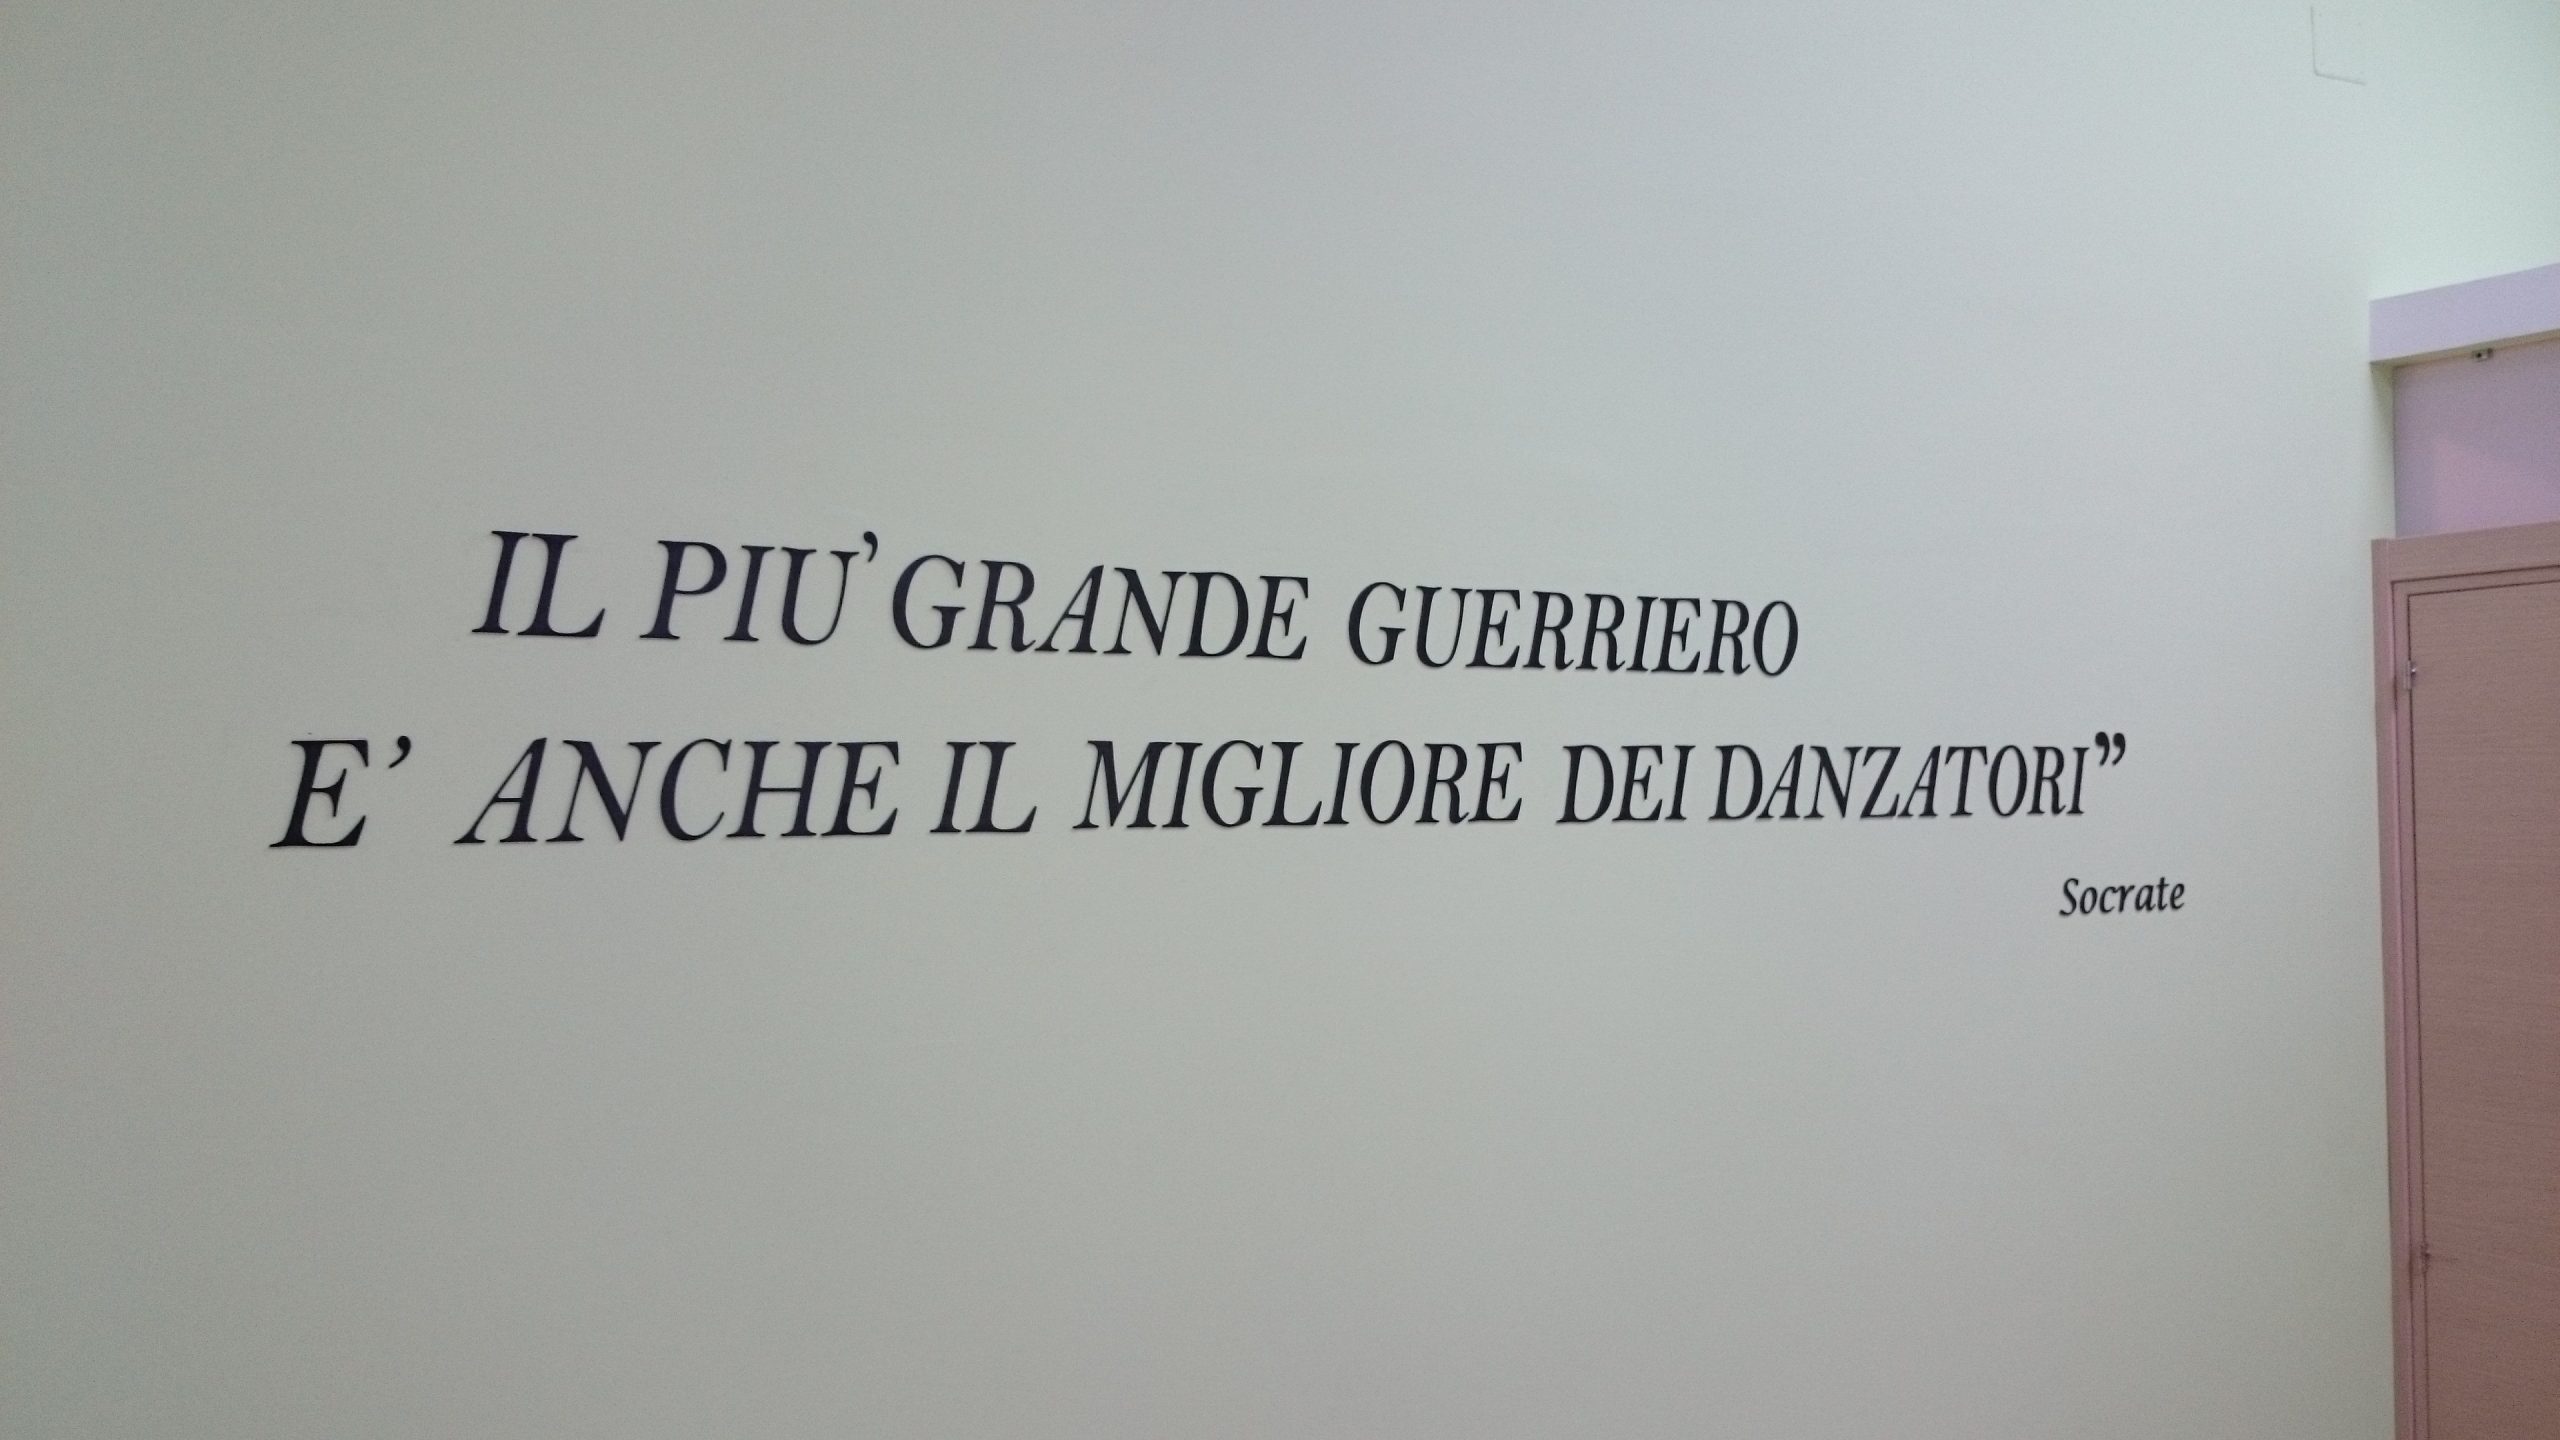 IL PIU’ GRANDE GUERRIERO
E’ ANCHE IL MIGLIORE DEI DANZATORI”
Socrate